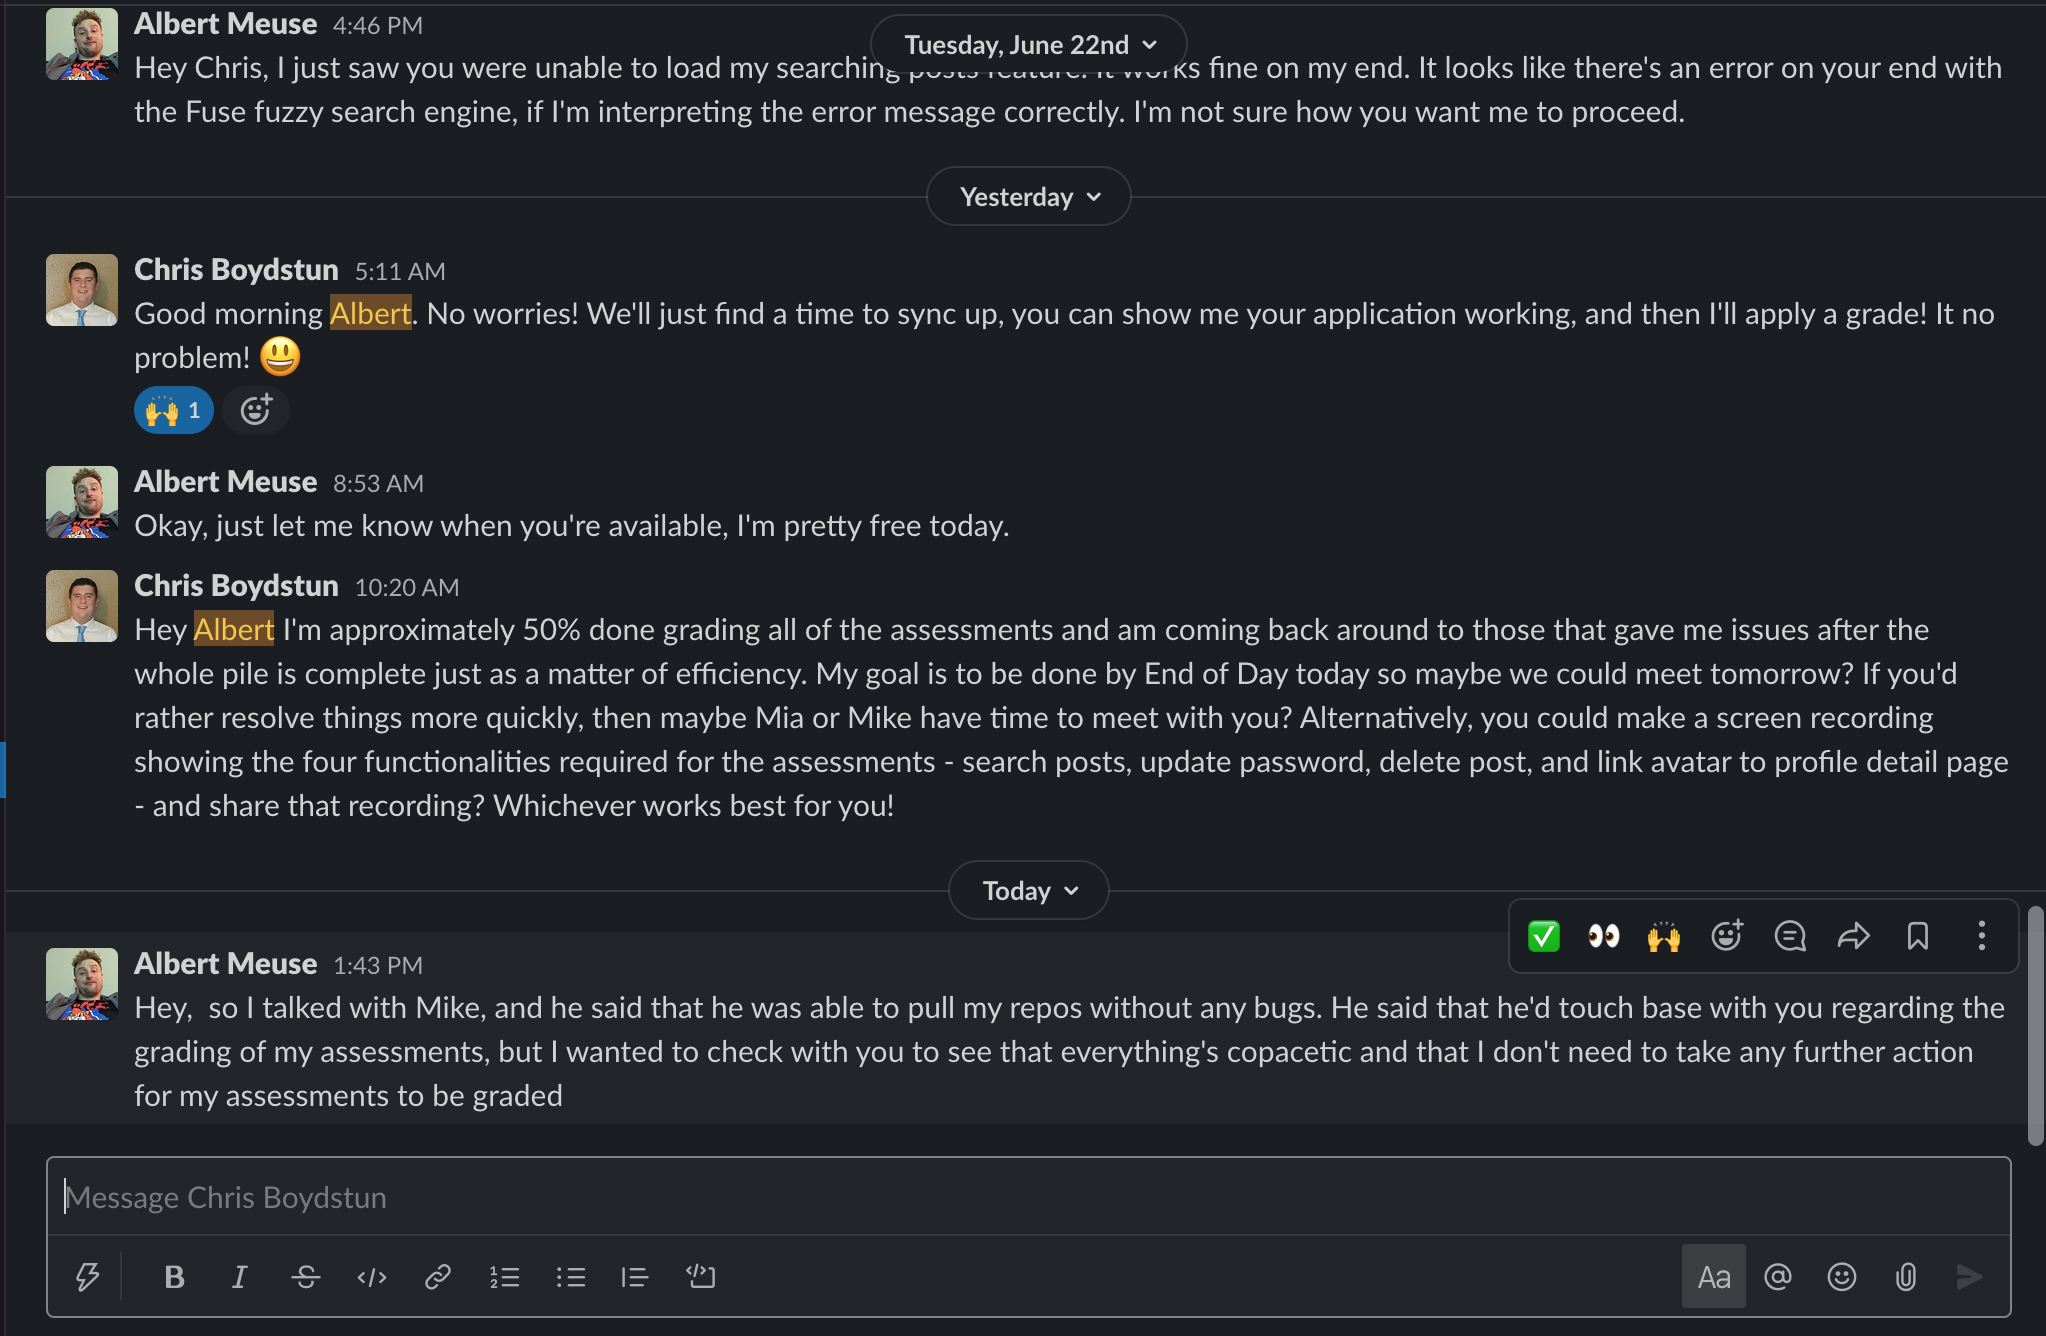 Albert Meuse 4:46 PM
Tuesday, June 22nd
Hey Chris, I just saw you were unable to load my searching posts feature. It works fine on my end. It looks like there's an error on your end with
the Fuse fuzzy search engine, if I'm interpreting the error message correctly. I'm not sure how you want me to proceed.
Yesterday
Chris Boydstun 5:11 AM
Good morning Albert. No worries! We'll just find a time to sync up, you can show me your application working, and then I'll apply a grade! It no
problem! 😃
🙌 1
Albert Meuse 8:53 AM
Okay, just let me know when you're available, I'm pretty free today.
Chris Boydstun 10:20 AM
Hey Albert I'm approximately 50% done grading all of the assessments and am coming back around to those that gave me issues after the
whole pile is complete just as a matter of efficiency. My goal is to be done by End of Day today so maybe we could meet tomorrow? If you'd
rather resolve things more quickly, then maybe Mia or Mike have time to meet with you? Alternatively, you could make a screen recording
showing the four functionalities required for the assessments - search posts, update password, delete post, and link avatar to profile detail page
- and share that recording? Whichever works best for you!
Today
Albert Meuse 1:43 PM
Hey, so I talked with Mike, and he said that he was able to pull my repos without any bugs. He said that he'd touch base with you regarding the
grading of my assessments, but I wanted to check with you to see that everything's copacetic and that I don't need to take any further action
for my assessments to be graded
Message Chris Boydstun
B I S </> Aa @